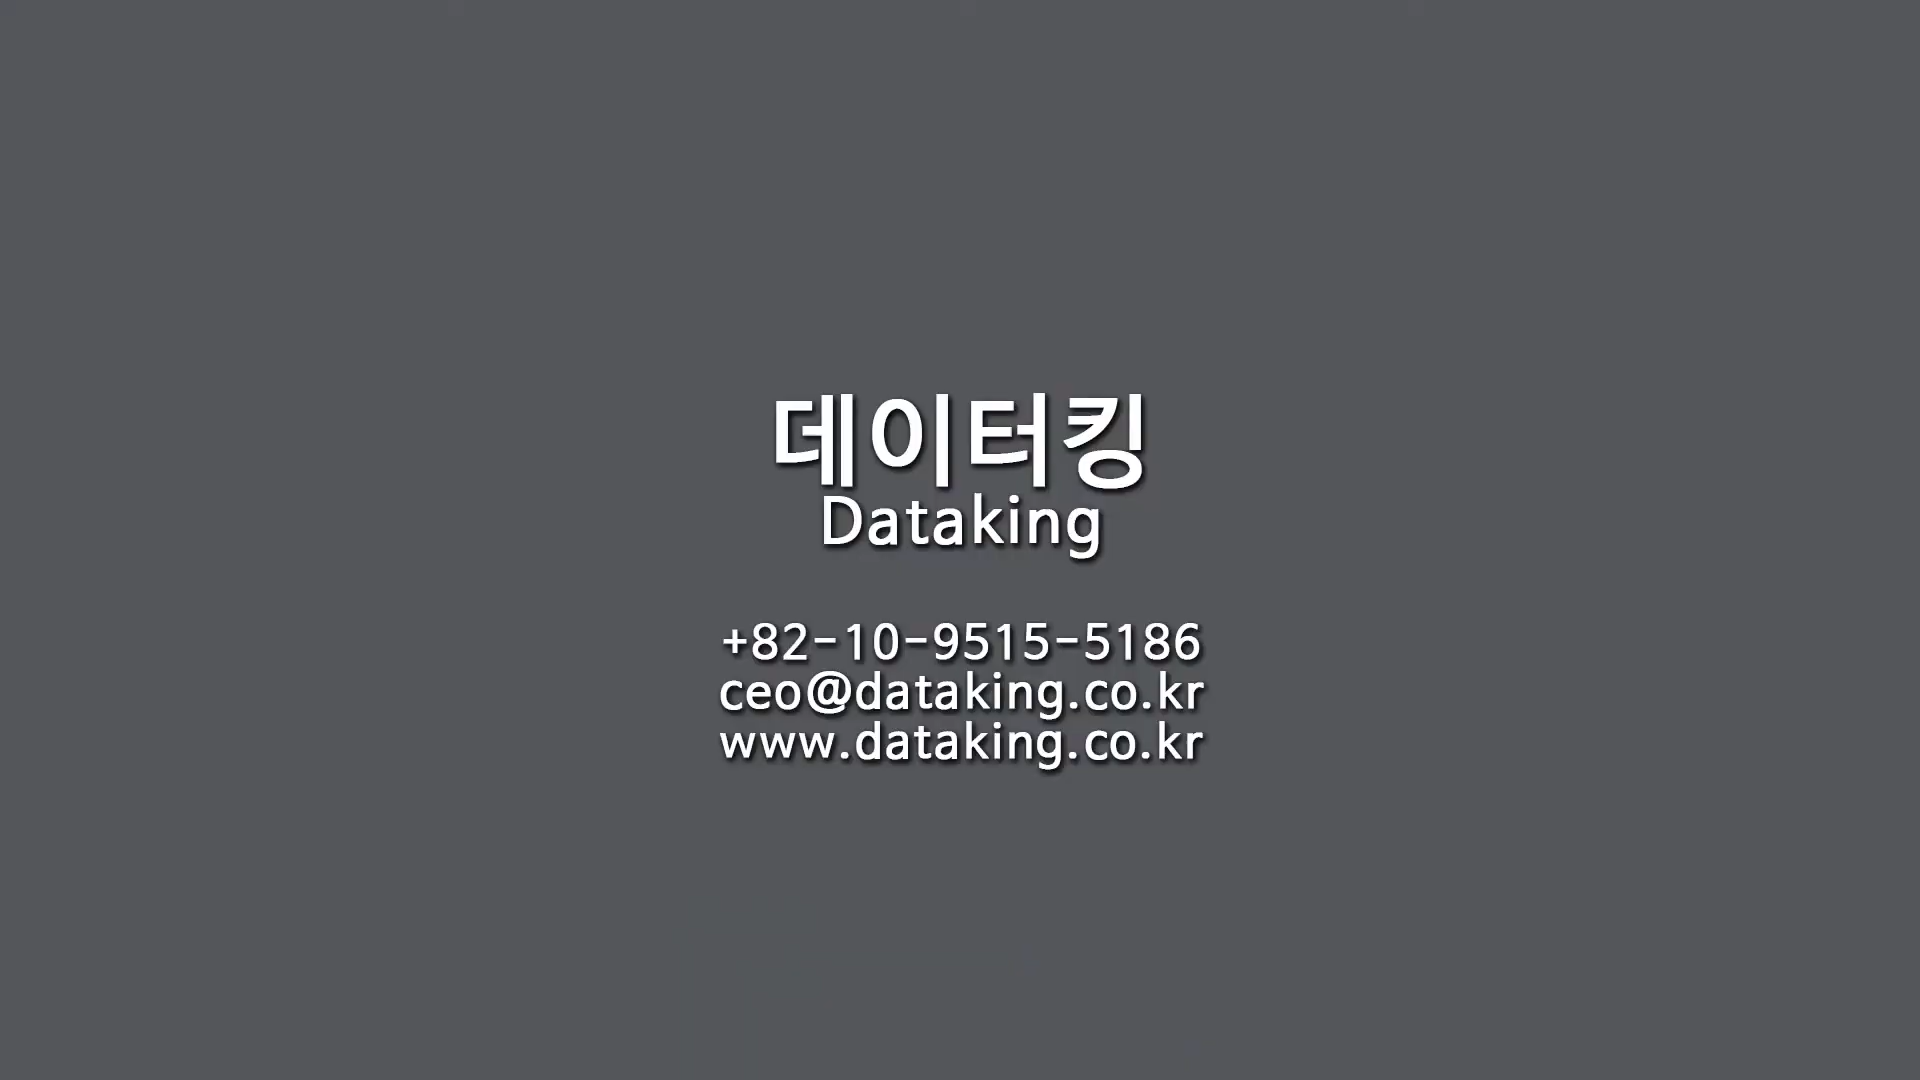 데이터킹
Dataking
+82-10-9515-5186
ceo@dataking.co.kr
www.dataking.co.kr